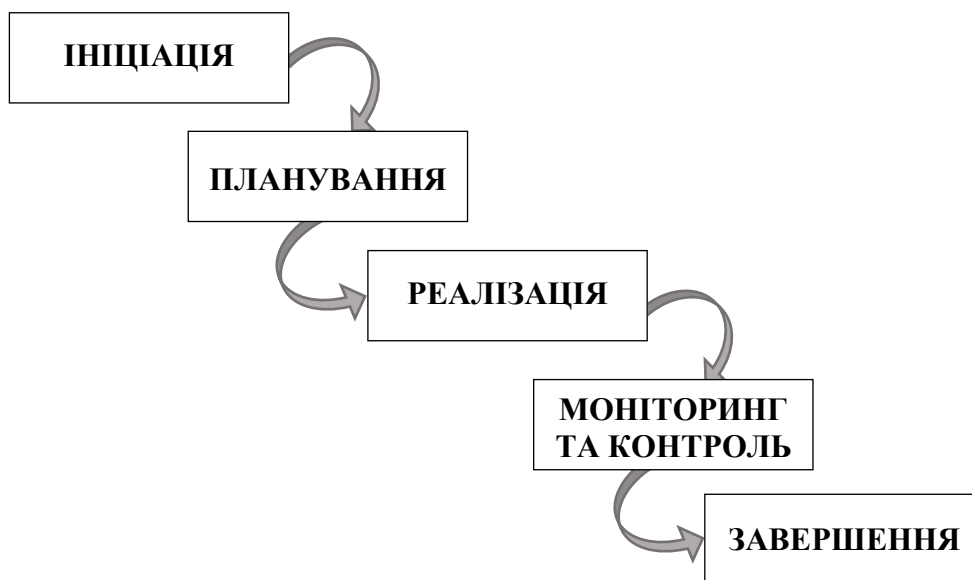 ІНІЦІАЦІЯ
ПЛАНУВАННЯ
РЕАЛІЗАЦІЯ
МОНІТОРИНГ
ТА КОНТРОЛЬ
ЗАВЕРШЕННЯ